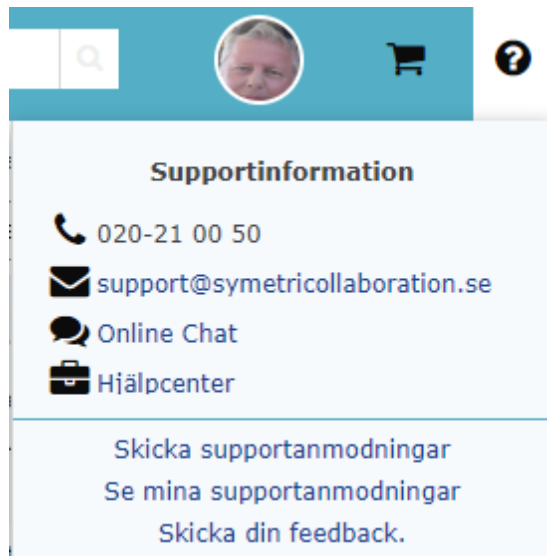 Supportinformation
020-21 00 50
support@symetricollaboration.se
Online Chat
Hjälpcenter
Skicka supportanmodningar
Se mina supportanmodningar
Skicka din feedback.